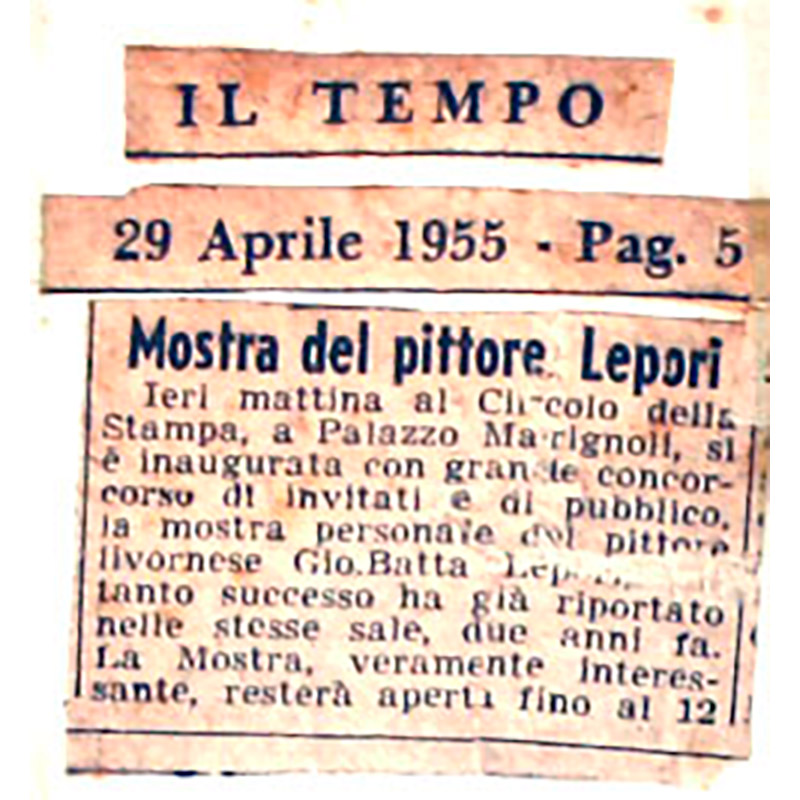 IL TEMPO
29 Aprile 1955 - Pag. 5
Mostra del pittore Lepori
Ieri mattina al Circolo della
Stampa, a Palazzo Marignoli, si
è inaugurata con grande concor-
corso di invitati e di pubblico,
la mostra personale del pittore
livornese Gio.Batta
tanto successo ha già riportato
nelle stesse sale, due anni fa.
La Mostra, veramente interes-
sante, resterà aperta fino al 12